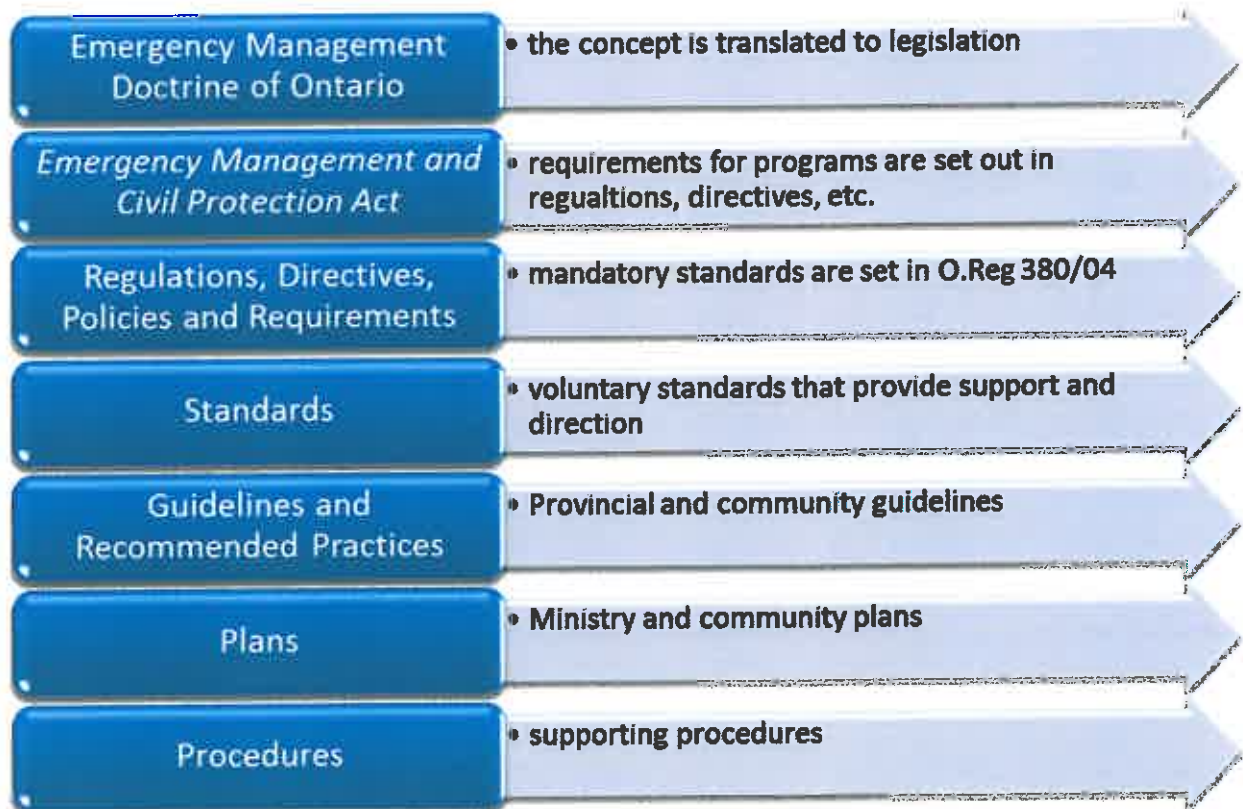 Emergency Management
Doctrine of Ontario
• the concept is translated to legislation
Emergency Management and
Civil Protection Act
• requirements for programs are set out in
regualtions, directives, etc.
Regulations, Directives,
Policies and Requirements
• mandatory standards are set in O.Reg 380/04
Standards
• voluntary standards that provide support and
direction
Guidelines and
Recommended Practices
• Provincial and community guidelines
Plans
• Ministry and community plans
Procedures
• supporting procedures